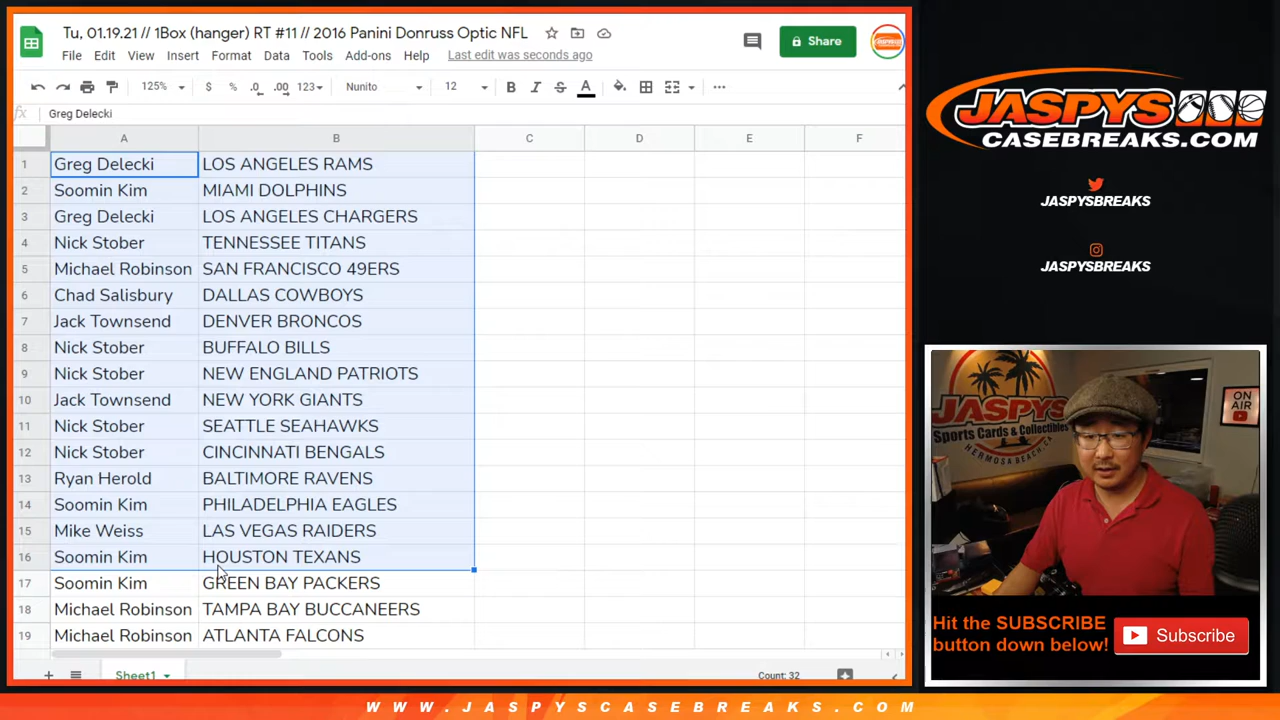 Tu, 01.19.21 // 1Box (hanger) RT #11 // 2016 Panini Donruss Optic NFL
File Edit View Insert Format Data Tools Add-ons Help Last edit was seconds ago
Share
125% $ % .0 .00 123 Nunito 12 B I S A
fx Greg Delecki
A B C D E F
1 Greg Delecki LOS ANGELES RAMS
2 Soomin Kim MIAMI DOLPHINS
3 Greg Delecki LOS ANGELES CHARGERS
4 Nick Stober TENNESSEE TITANS
5 Michael Robinson SAN FRANCISCO 49ERS
6 Chad Salisbury DALLAS COWBOYS
7 Jack Townsend DENVER BRONCOS
8 Nick Stober BUFFALO BILLS
9 Nick Stober NEW ENGLAND PATRIOTS
10 Jack Townsend NEW YORK GIANTS
11 Nick Stober SEATTLE SEAHAWKS
12 Nick Stober CINCINNATI BENGALS
13 Ryan Herold BALTIMORE RAVENS
14 Soomin Kim PHILADELPHIA EAGLES
15 Mike Weiss LAS VEGAS RAIDERS
16 Soomin Kim HOUSTON TEXANS
17 Soomin Kim GREEN BAY PACKERS
18 Michael Robinson TAMPA BAY BUCCANEERS
19 Michael Robinson ATLANTA FALCONS
Sheet1 Count: 32
JASPYS
CASEBREAKS.COM
JASPYSBREAKS
JASPYSBREAKS
JASPYS
Sports Cards & Collectibles
HERMOSA BEACH, CA
ON
AIR
Hit the SUBSCRIBE
button down below!
Subscribe
WWW.JASPYSCASEBREAKS.COM